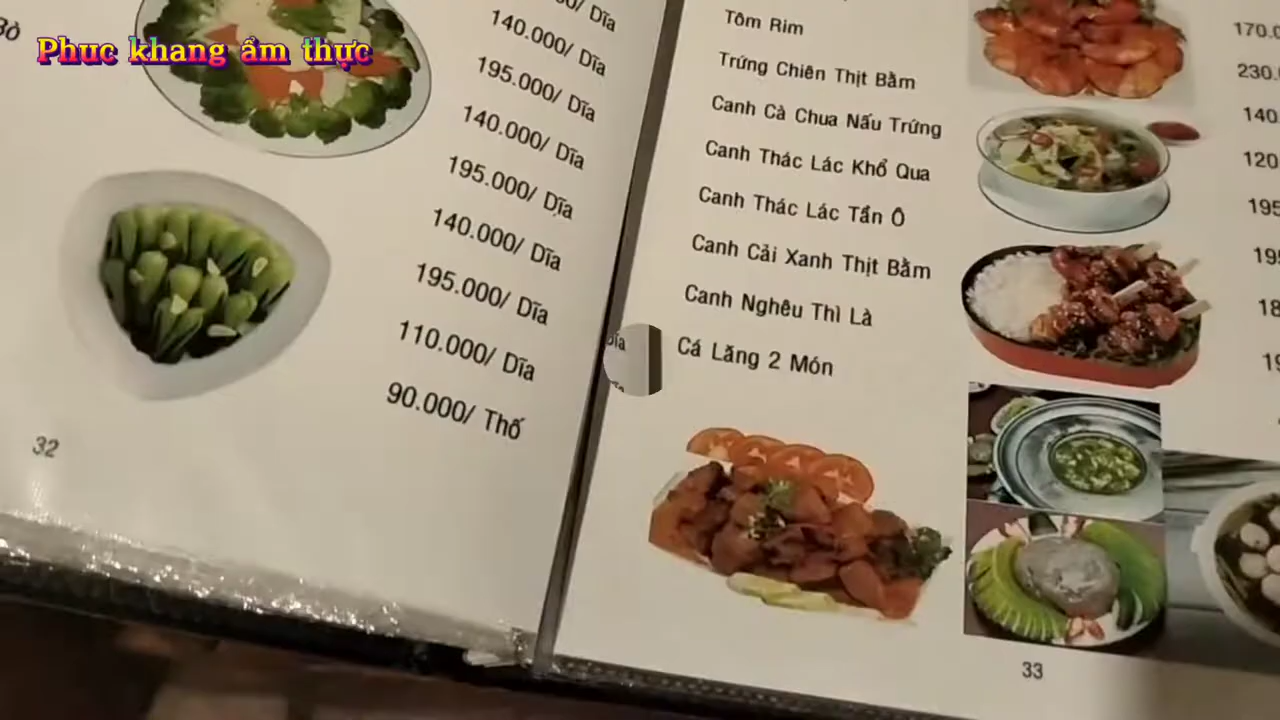 Phuc khang ẩm thực
Bò
140.000/ Dĩa
195.000/ Dĩa
140.000/ Dĩa
195.000/ Dĩa
140.000/ Dĩa
195.000/ Dĩa
110.000/ Dĩa
90.000/ Thố
32
Tôm Rim
Trứng Chiên Thịt Bằm
Canh Cà Chua Nấu Trứng
Canh Thác Lác Khổ Qua
Canh Thác Lác Tần Ô
Canh Cải Xanh Thịt Bằm
Canh Nghêu Thì Là
Cá Lăng 2 Món
33